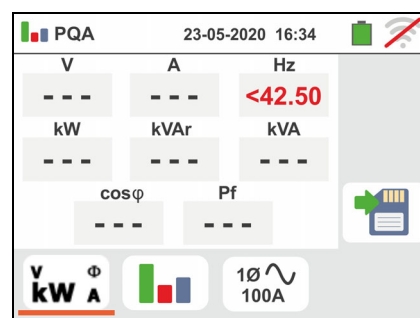 PQA 23-05-2020 16:34
V A Hz
- - - - - - <42.50
kW kVAr kVA
- - - - - - - - -
cosφ Pf
- - - - - -
V Φ 1Ø
kW A 100A